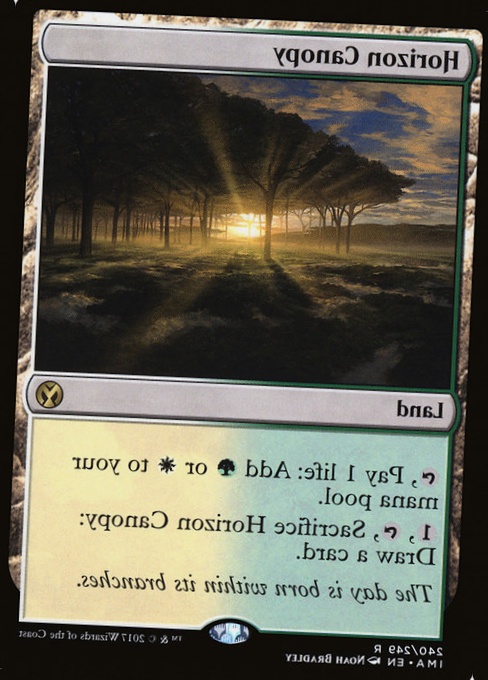 Horizon Canopy
Land
, Pay 1 life: Add or to your
mana pool.
1, , Sacrifice Horizon Canopy:
Draw a card.
The day is born within its branches.
240/249 R
IMA • EN NOAH BRADLEY
™ & © 2017 Wizards of the Coast